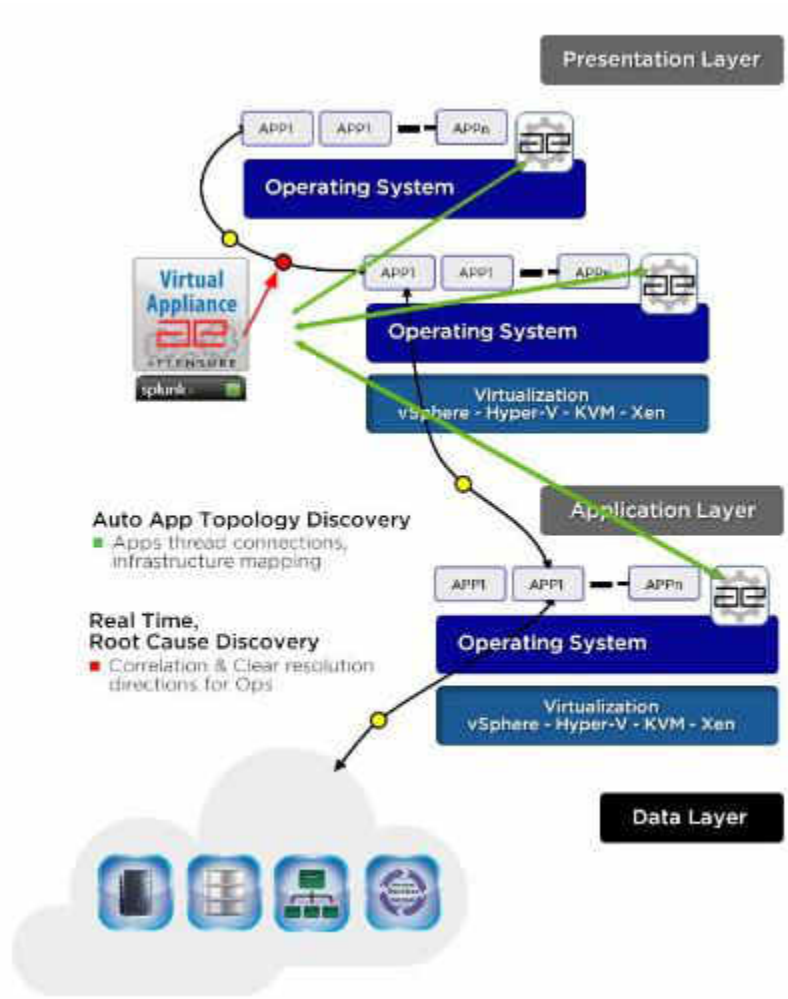 Presentation Layer
APP1 APP1 APPn
Operating System
Virtual
Appliance
ATTENSURE
splunk
APP1 APP1 APPn
Operating System
Virtualization
vSphere - Hyper-V - KVM - Xen
Application Layer
Auto App Topology Discovery
Apps thread connections,
infrastructure mapping
APP1 APP1 APPn
Operating System
Real Time,
Root Cause Discovery
Correlation & Clear resolution
directions for Ops
Virtualization
vSphere - Hyper-V - KVM - Xen
Data Layer